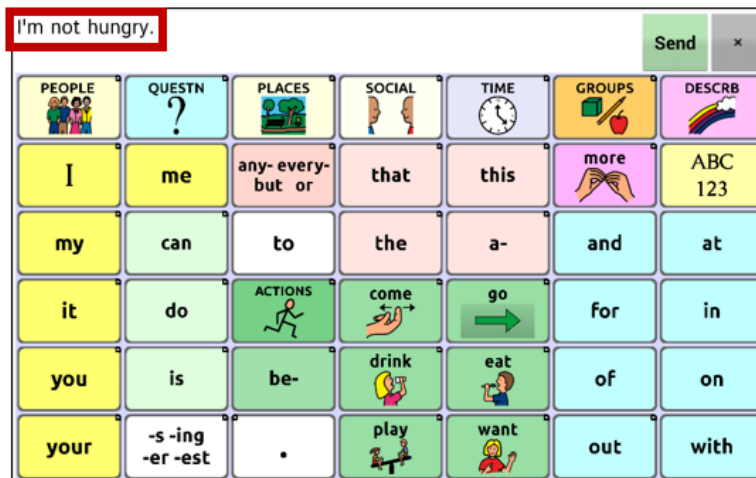 I'm not hungry.
Send ×
PEOPLE QUESTN PLACES SOCIAL TIME GROUPS DESCRB
?
I me any- every- that this more ABC
but or 123
my can to the a- and at
it do ACTIONS come go for in
you is be- drink eat of on
your -s -ing . play want out with
-er -est